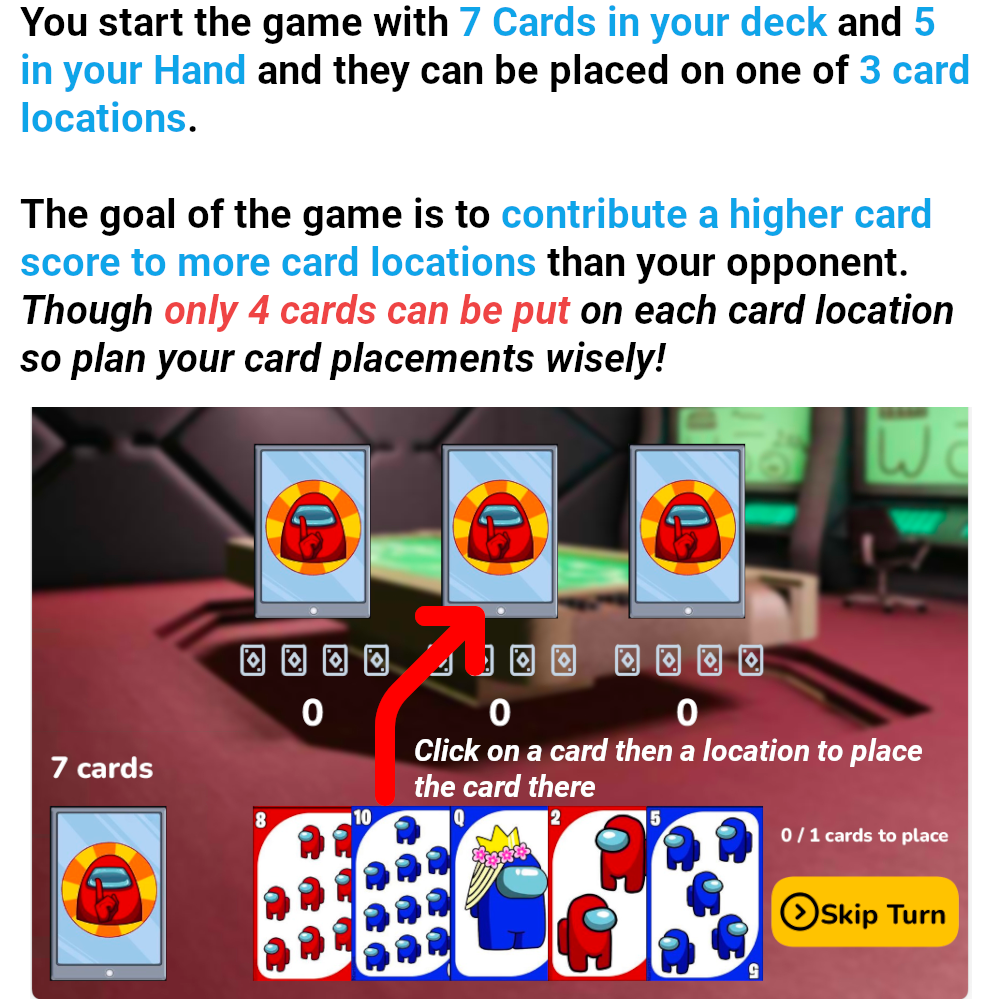 You start the game with 7 Cards in your deck and 5
in your Hand and they can be placed on one of 3 card
locations.
The goal of the game is to contribute a higher card
score to more card locations than your opponent.
Though only 4 cards can be put on each card location
so plan your card placements wisely!
0 0 0
Click on a card then a location to place
the card there
7 cards
8 10 Q 2 5
0 / 1 cards to place
Skip Turn
5